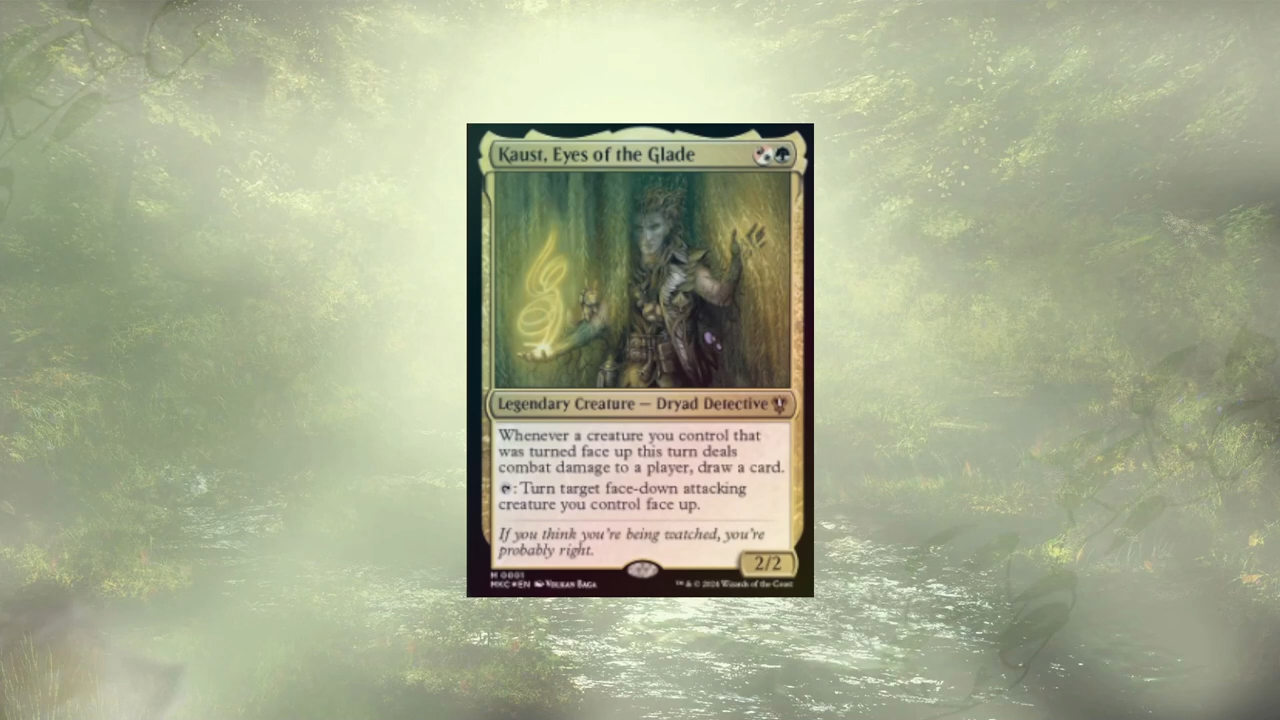 Kaust, Eyes of the Glade
Legendary Creature — Dryad Detective
Whenever a creature you control that
was turned face up this turn deals
combat damage to a player, draw a card.
: Turn target face-down attacking
creature you control face up.
If you think you're being watched, you're
probably right.
2/2
M 0001
MKC EN Volkan Baga
™ & © 2024 Wizards of the Coast